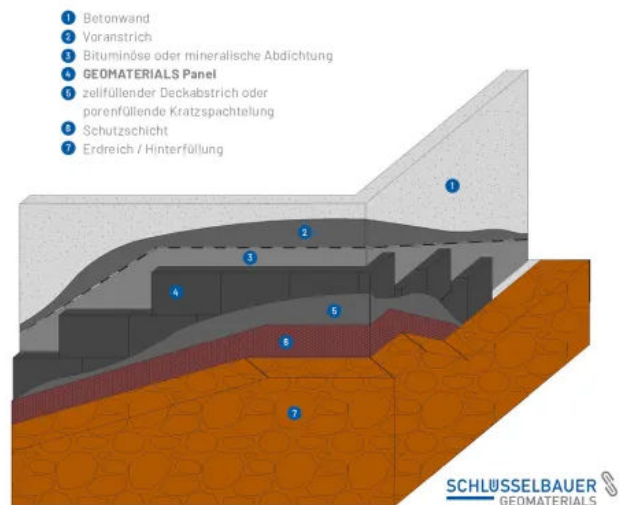 1 Betonwand
2 Voranstrich
3 Bituminöse oder mineralische Abdichtung
4 GEOMATERIALS Panel
5 zellfüllender Deckabstrich oder
porenfüllende Kratzspachtelung
6 Schutzschicht
7 Erdreich / Hinterfüllung
1
2
3
4
5
6
7
SCHLÜSSELBAUER
GEOMATERIALS